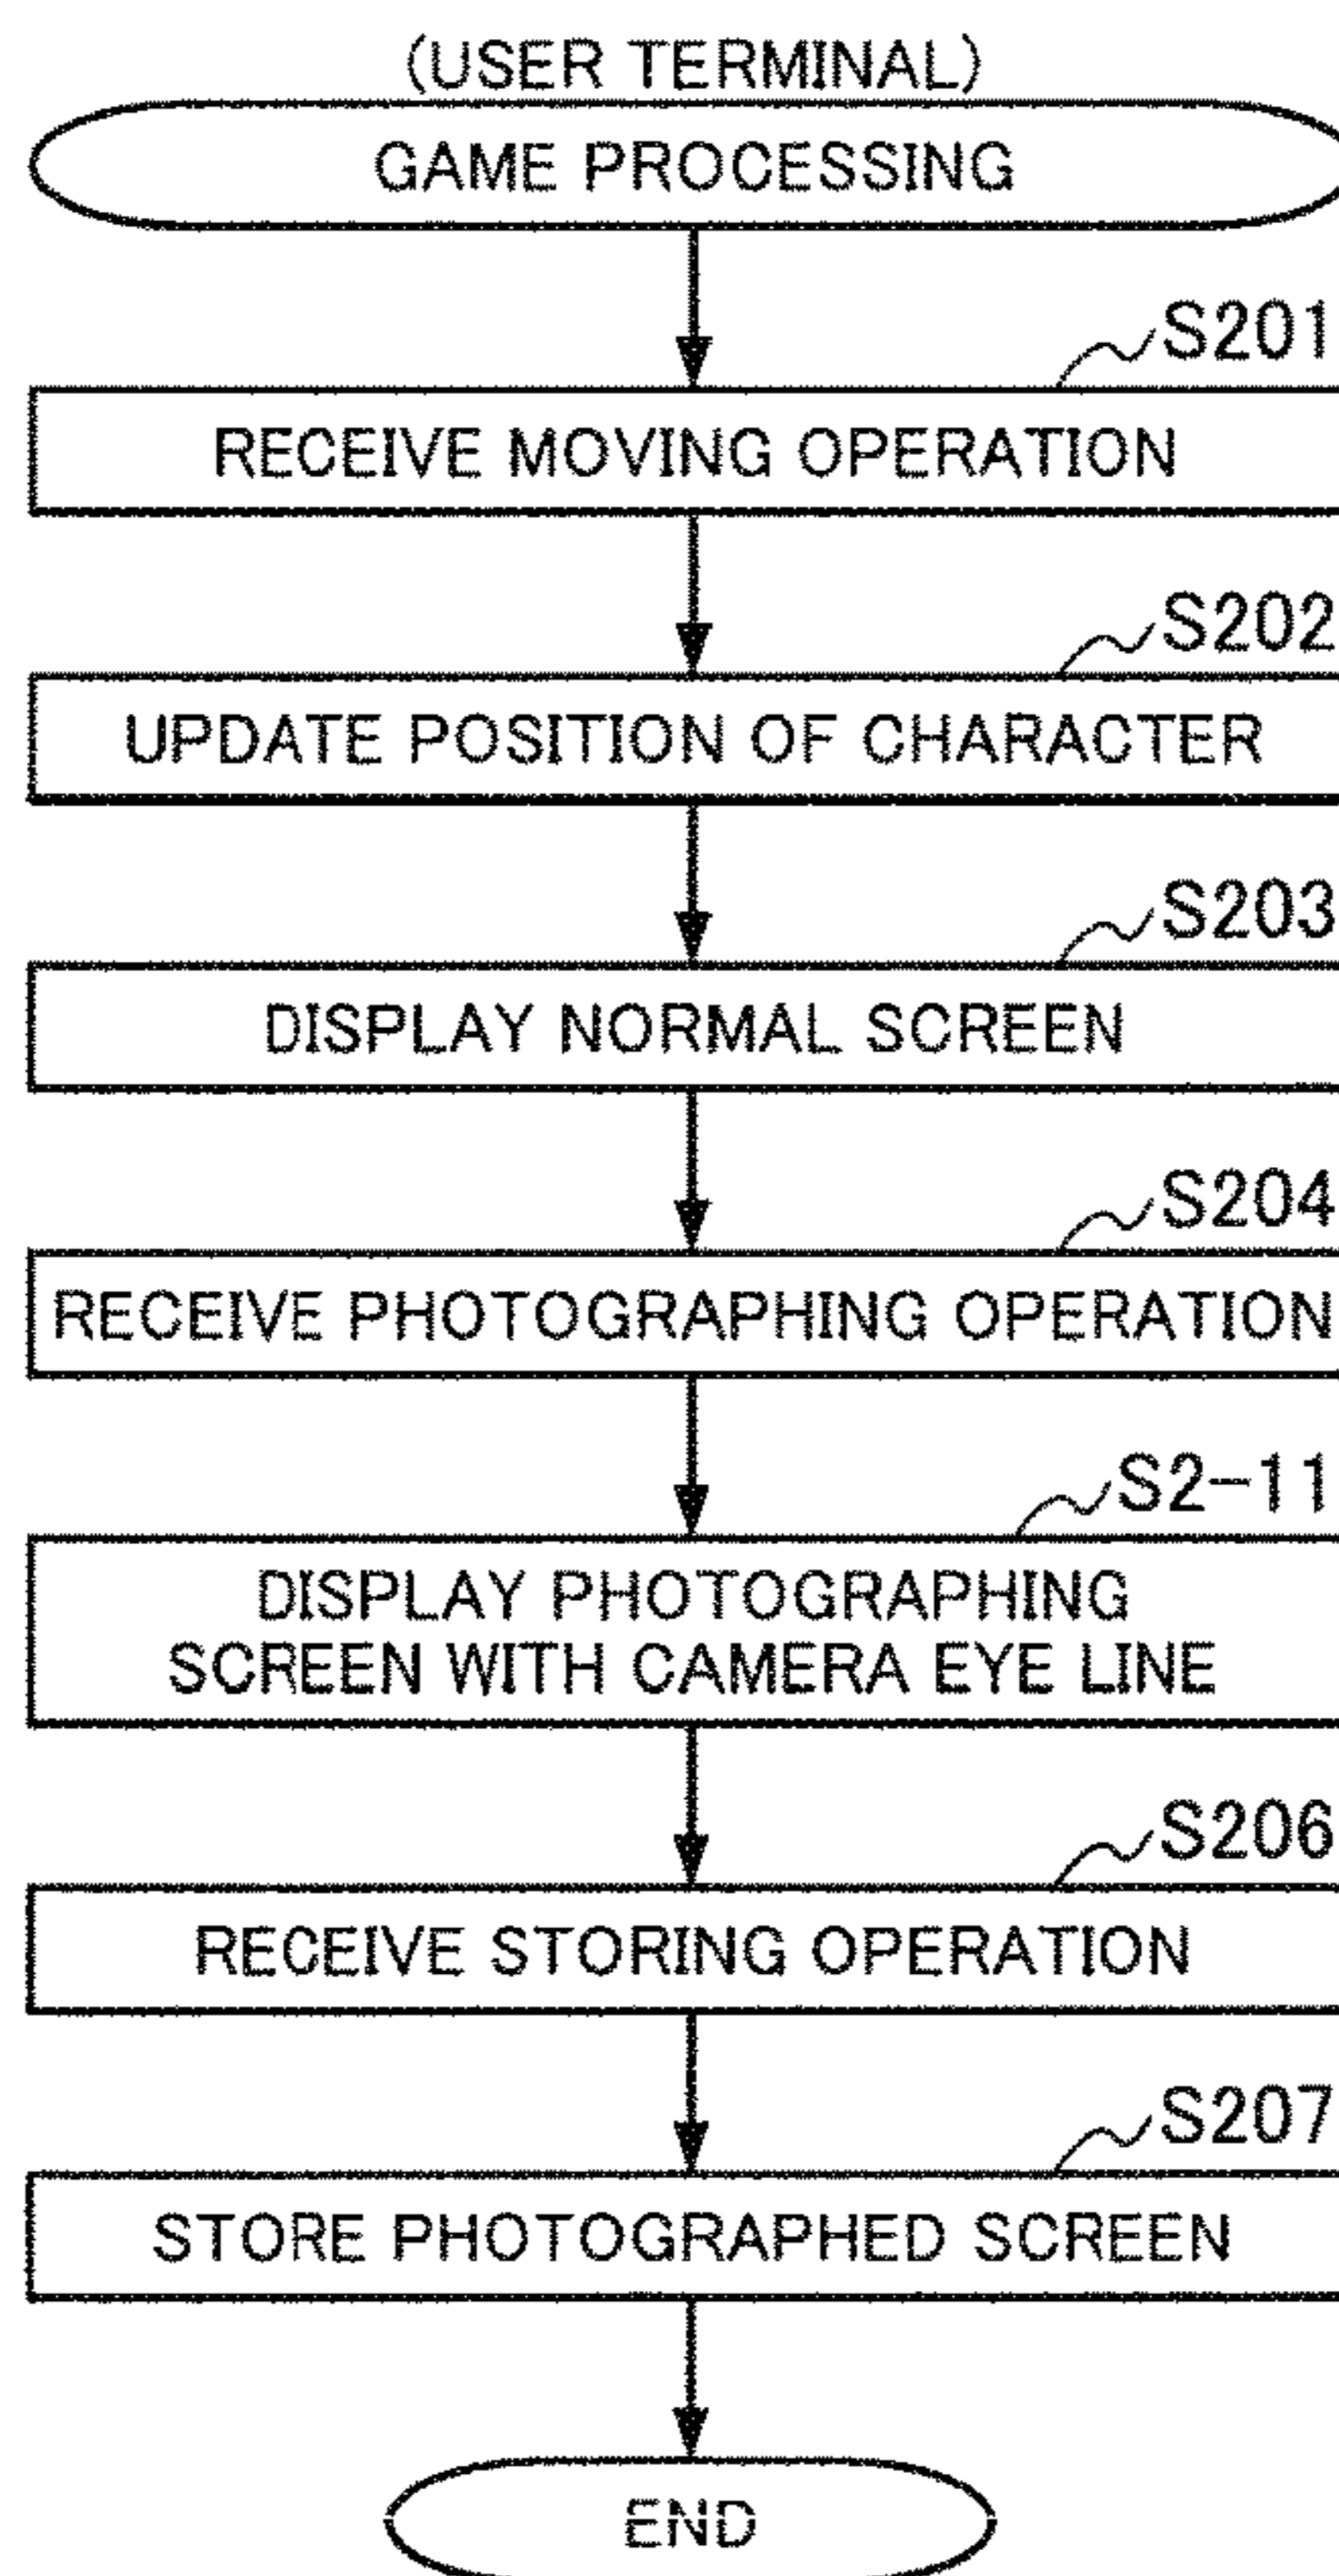 (USER TERMINAL)
GAME PROCESSING
S201
RECEIVE MOVING OPERATION
S202
UPDATE POSITION OF CHARACTER
S203
DISPLAY NORMAL SCREEN
S204
RECEIVE PHOTOGRAPHING OPERATION
S2-11
DISPLAY PHOTOGRAPHING
SCREEN WITH CAMERA EYE LINE
S206
RECEIVE STORING OPERATION
S207
STORE PHOTOGRAPHED SCREEN
END